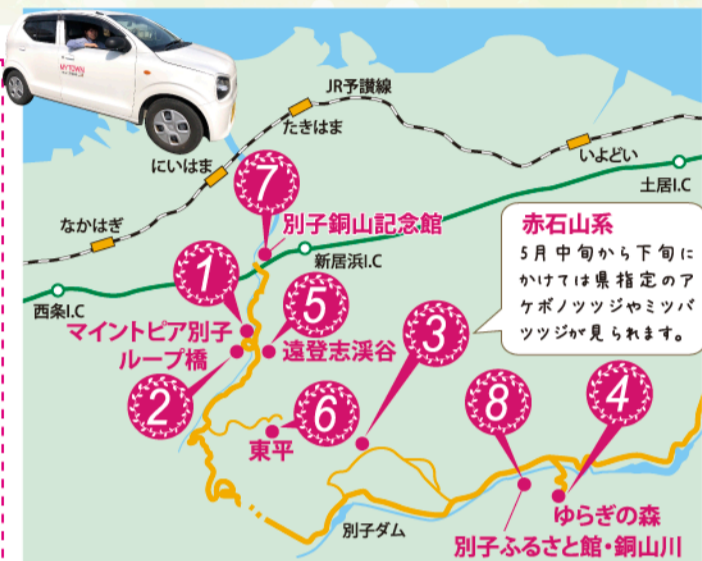 MYTOWN
JR予讃線
たきはま
にいはま
いよどい
土居I.C
なかはぎ
7
別子銅山記念館
新居浜I.C
西条I.C
赤石山系
5月中旬から下旬に
かけては県指定のア
ケボノツツジやミツバ
ツツジが見られます。
1
マイントピア別子
ループ橋
2
5
遠登志渓谷
3
6
東平
8
4
別子ダム
ゆらぎの森
別子ふるさと館・銅山川